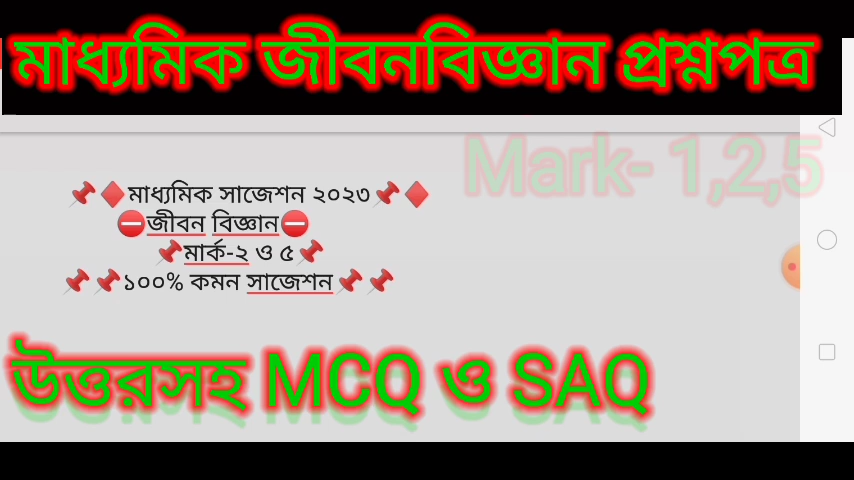 মাধ্যমিক জীবনবিজ্ঞান প্রশ্নপত্র
Mark- 1,2,5
📌♦️মাধ্যমিক সাজেশন ২০২৩📌♦️
⛔জীবন বিজ্ঞান⛔
📌মার্ক-২ ও ৫📌
📌📌১০০% কমন সাজেশন📌📌
উত্তরসহ MCQ ও SAQ